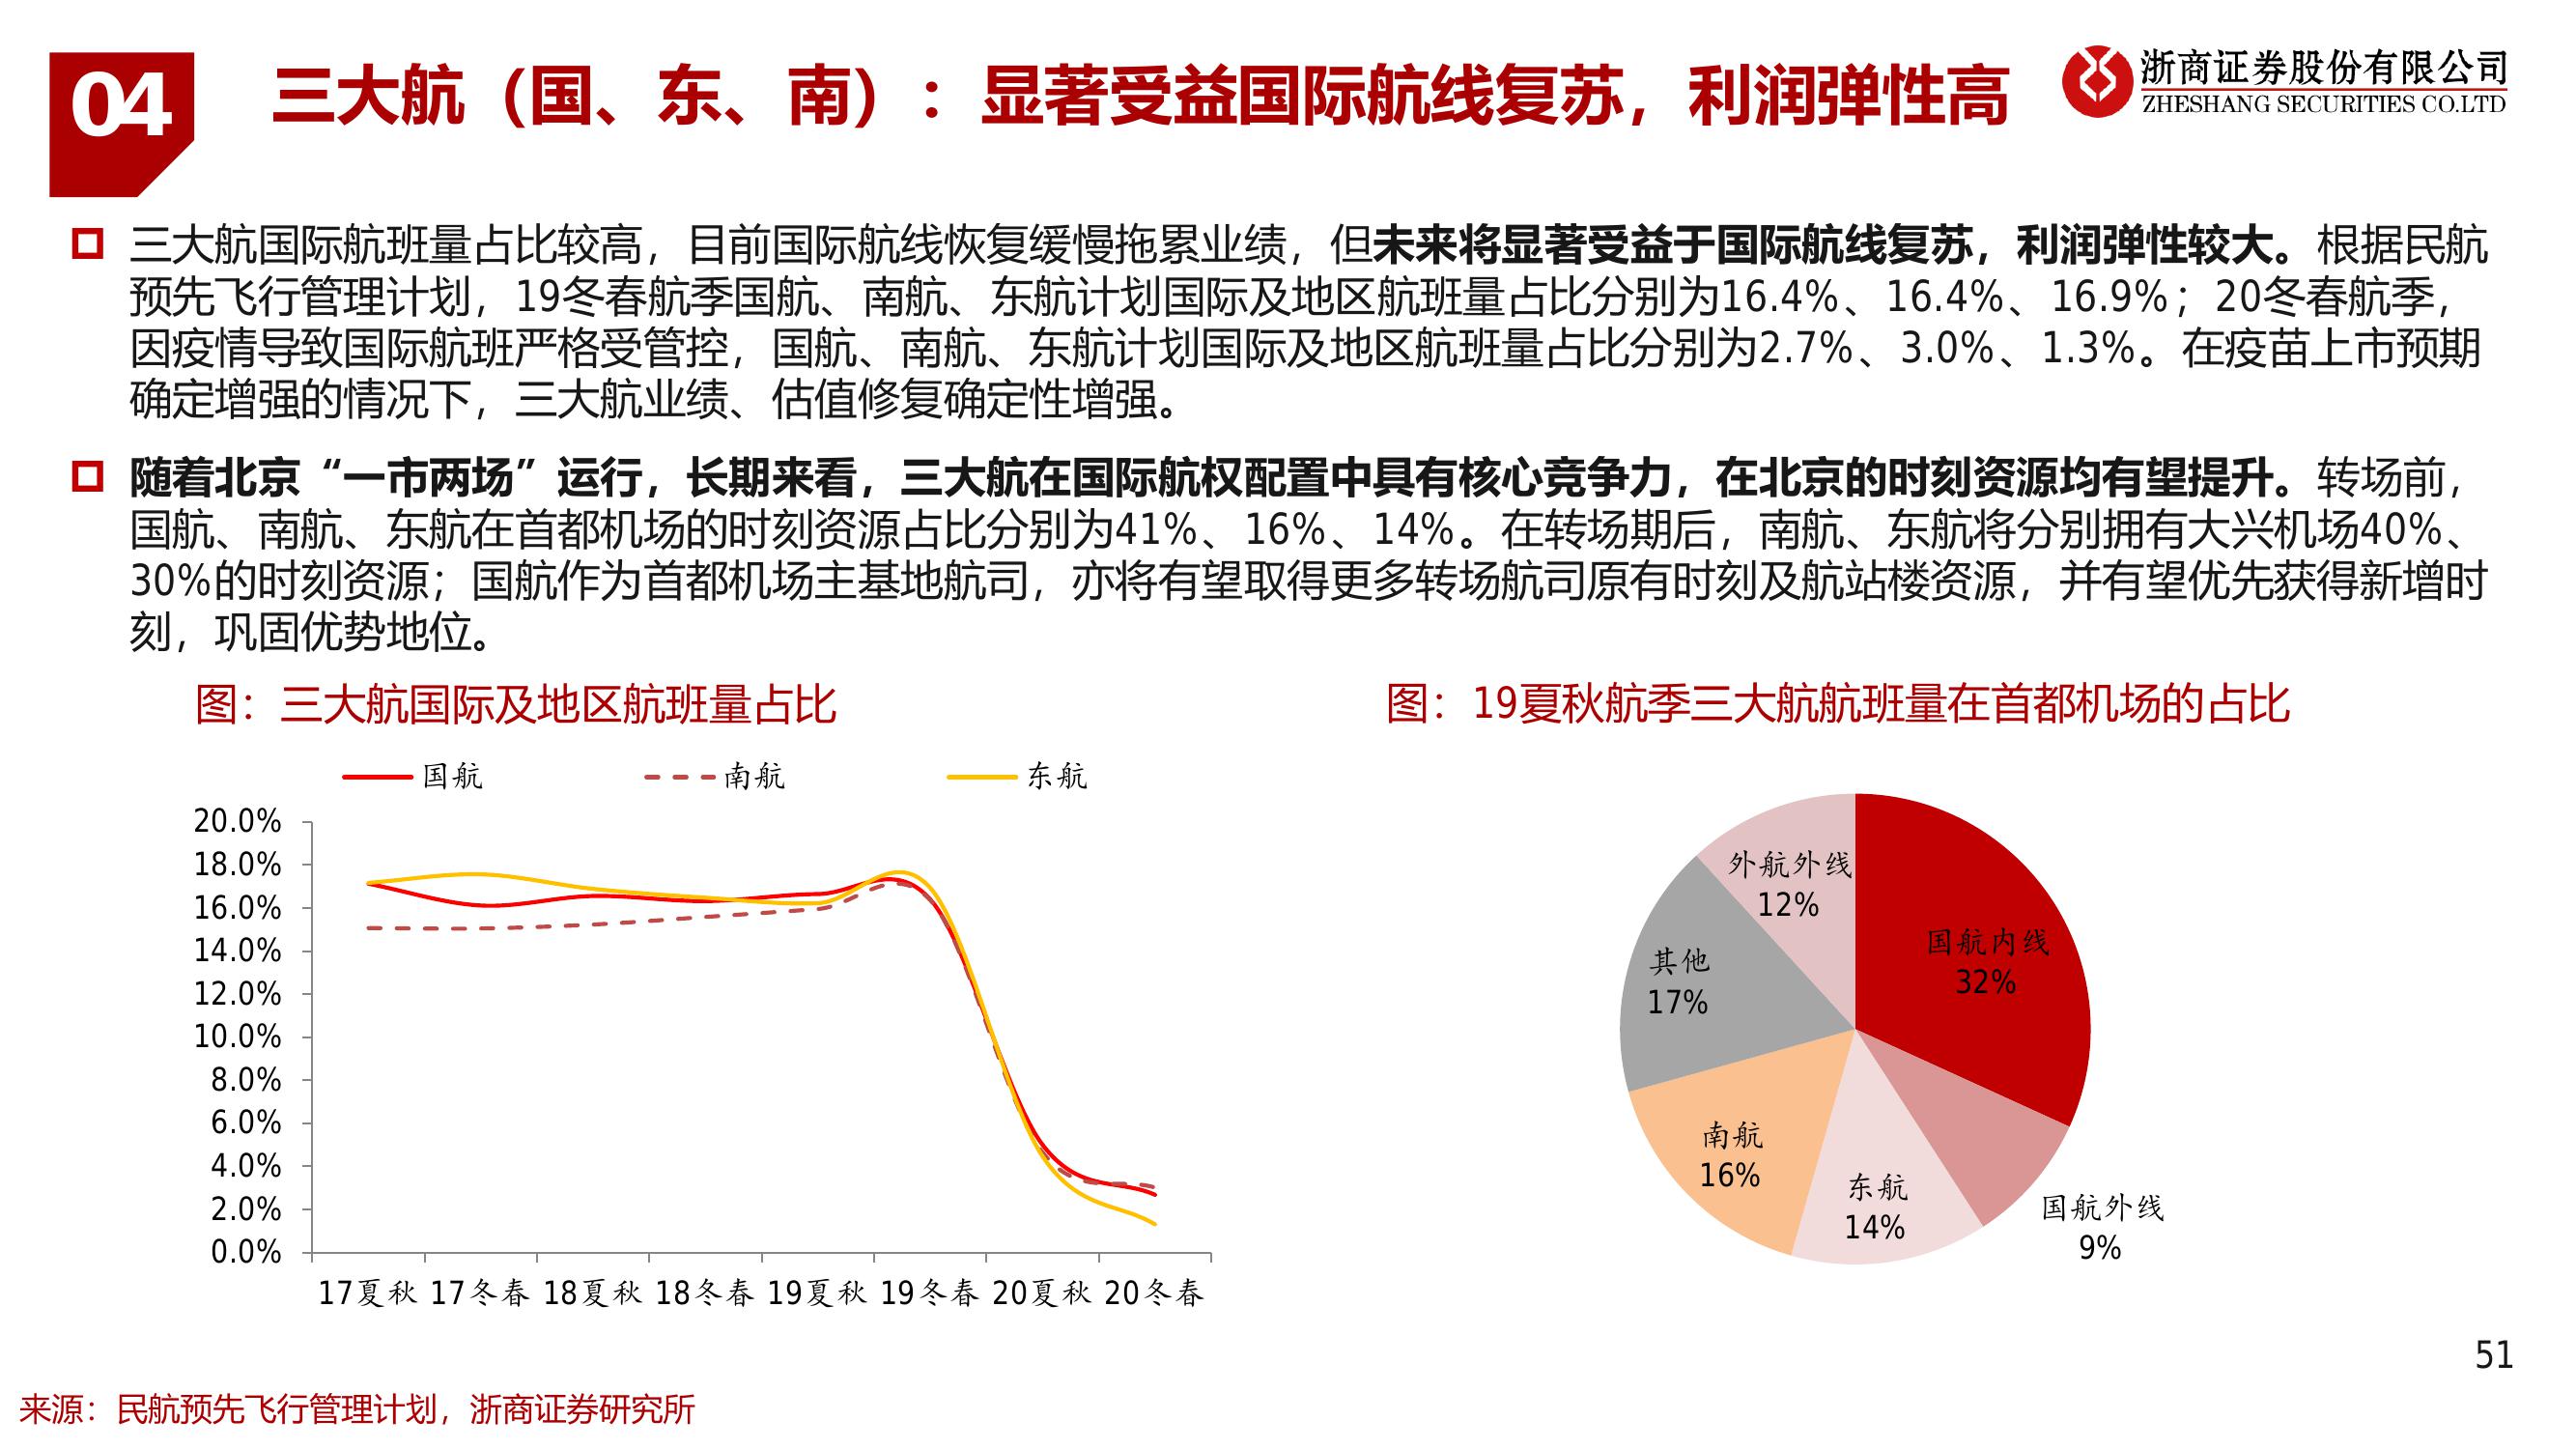 04
三大航（国、东、南）：显著受益国际航线复苏，利润弹性高
浙商证券股份有限公司
ZHESHANG SECURITIES CO.LTD
三大航国际航班量占比较高，目前国际航线恢复缓慢拖累业绩，但未来将显著受益于国际航线复苏，利润弹性较大。根据民航
预先飞行管理计划，19冬春航季国航、南航、东航计划国际及地区航班量占比分别为16.4%、16.4%、16.9%；20冬春航季，
因疫情导致国际航班严格受管控，国航、南航、东航计划国际及地区航班量占比分别为2.7%、3.0%、1.3%。在疫苗上市预期
确定增强的情况下，三大航业绩、估值修复确定性增强。
随着北京“一市两场”运行，长期来看，三大航在国际航权配置中具有核心竞争力，在北京的时刻资源均有望提升。转场前，
国航、南航、东航在首都机场的时刻资源占比分别为41%、16%、14%。在转场期后，南航、东航将分别拥有大兴机场40%、
30%的时刻资源；国航作为首都机场主基地航司，亦将有望取得更多转场航司原有时刻及航站楼资源，并有望优先获得新增时
刻，巩固优势地位。
图：三大航国际及地区航班量占比
国航 南航 东航
20.0%
18.0%
16.0%
14.0%
12.0%
10.0%
8.0%
6.0%
4.0%
2.0%
0.0%
17夏秋 17冬春 18夏秋 18冬春 19夏秋 19冬春 20夏秋 20冬春
图：19夏秋航季三大航航班量在首都机场的占比
外航外线
12%
国航内线
32%
其他
17%
南航
16%
东航
14%
国航外线
9%
51
来源：民航预先飞行管理计划，浙商证券研究所